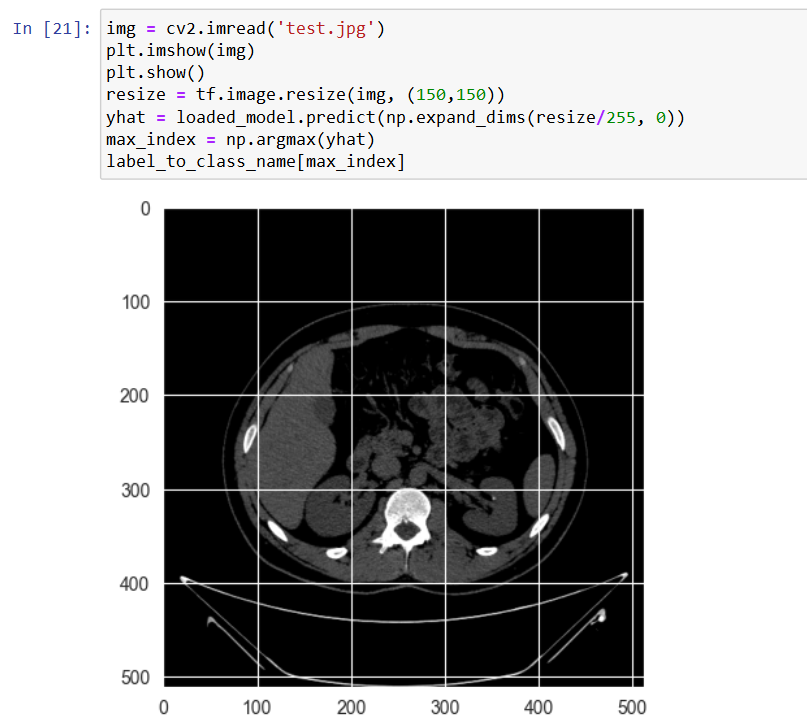 In [21]: img = cv2.imread('test.jpg')
plt.imshow(img)
plt.show()
resize = tf.image.resize(img, (150,150))
yhat = loaded_model.predict(np.expand_dims(resize/255, 0))
max_index = np.argmax(yhat)
label_to_class_name[max_index]
0
100
200
300
400
500
0 100 200 300 400 500